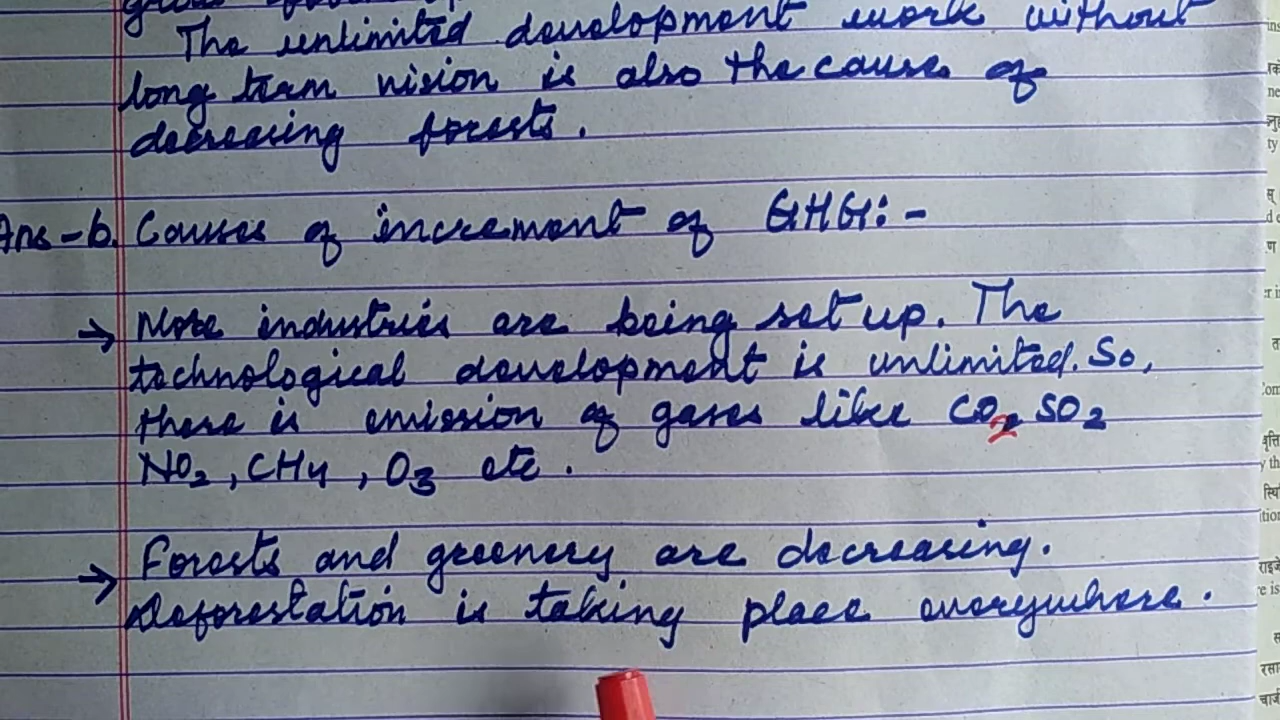 The unlimited development work without
long term vision is also the cause of
decreasing forests.
Ans-b. Causes of increment of GHG:-
→ More industries are being set up. The
technological development is unlimited. So,
there is emission of gases like CO2 SO2
NO2, CH4, O3 etc.
→ Forests and greenery are decreasing.
Deforestation is taking place everywhere.